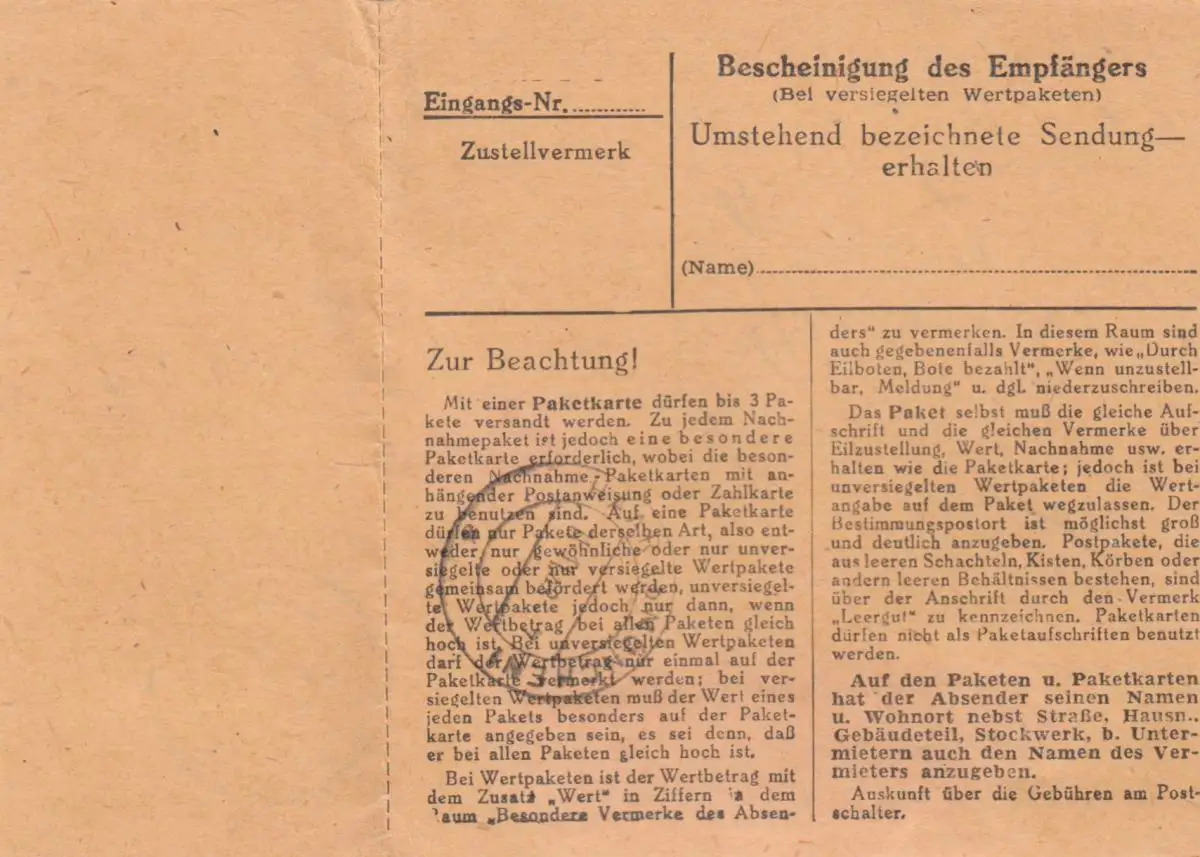 Eingangs-Nr.
Zustellvermerk
Bescheinigung des Empfängers
(Bei versiegelten Wertpaketen)
Umstehend bezeichnete Sendung—
erhalten
(Name)
Zur Beachtung!
Mit einer Paketkarte dürfen bis 3 Pa-
kete versandt werden. Zu jedem Nach-
nahmepaket ist jedoch eine besondere
Paketkarte erforderlich, wobei die beson-
deren Nachnahme-Paketkarten mit an-
hängender Postanweisung oder Zahlkarte
zu benutzen sind. Auf eine Paketkarte
dürfen nur Pakete derselben Art, also ent-
weder nur gewöhnliche oder nur unver-
siegelte oder nur versiegelte Wertpakete
gemeinsam befördert werden, unversiegel-
te Wertpakete jedoch nur dann, wenn
der Wertbetrag bei allen Paketen gleich
hoch ist. Bei unversiegelten Wertpaketen
darf der Wertbetrag nur einmal auf der
Paketkarte vermerkt werden; bei ver-
siegelten Wertpaketen muß der Wert eines
jeden Pakets besonders auf der Paket-
karte angegeben sein, es sei denn, daß
er bei allen Paketen gleich hoch ist.
Bei Wertpaketen ist der Wertbetrag mit
dem Zusatz „Wert“ in Ziffern in dem
aum „Besondere Vermerke des Absen-
ders“ zu vermerken. In diesem Raum sind
auch gegebenenfalls Vermerke, wie „Durch
Eilboten, Bote bezahlt“, „Wenn unzustell-
bar, Meldung“ u. dgl. niederzuschreiben.
Das Paket selbst muß die gleiche Auf-
schrift und die gleichen Vermerke über
Eilzustellung, Wert, Nachnahme usw. er-
halten wie die Paketkarte; jedoch ist bei
unversiegelten Wertpaketen die Wert-
angabe auf dem Paket wegzulassen. Der
Bestimmungspostort ist möglichst groß
und deutlich anzugeben. Postpakete, die
aus leeren Schachteln, Kisten, Körben oder
andern leeren Behältnissen bestehen, sind
über der Anschrift durch den Vermerk
„Leergut“ zu kennzeichnen. Paketkarten
dürfen nicht als Paketaufschriften benutzt
werden.
Auf den Paketen u. Paketkarten
hat der Absender seinen Namen
u. Wohnort nebst Straße, Hausn.,
Gebäudeteil, Stockwerk, b. Unter-
mietern auch den Namen des Ver-
mieters anzugeben.
Auskunft über die Gebühren am Post-
schalter.